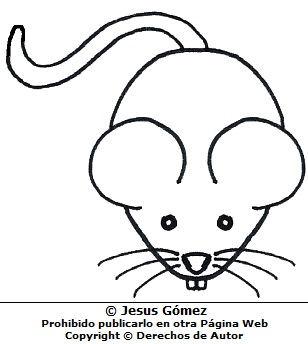 © Jesus Gómez
Prohibido publicarlo en otra Página Web
Copyright © Derechos de Autor